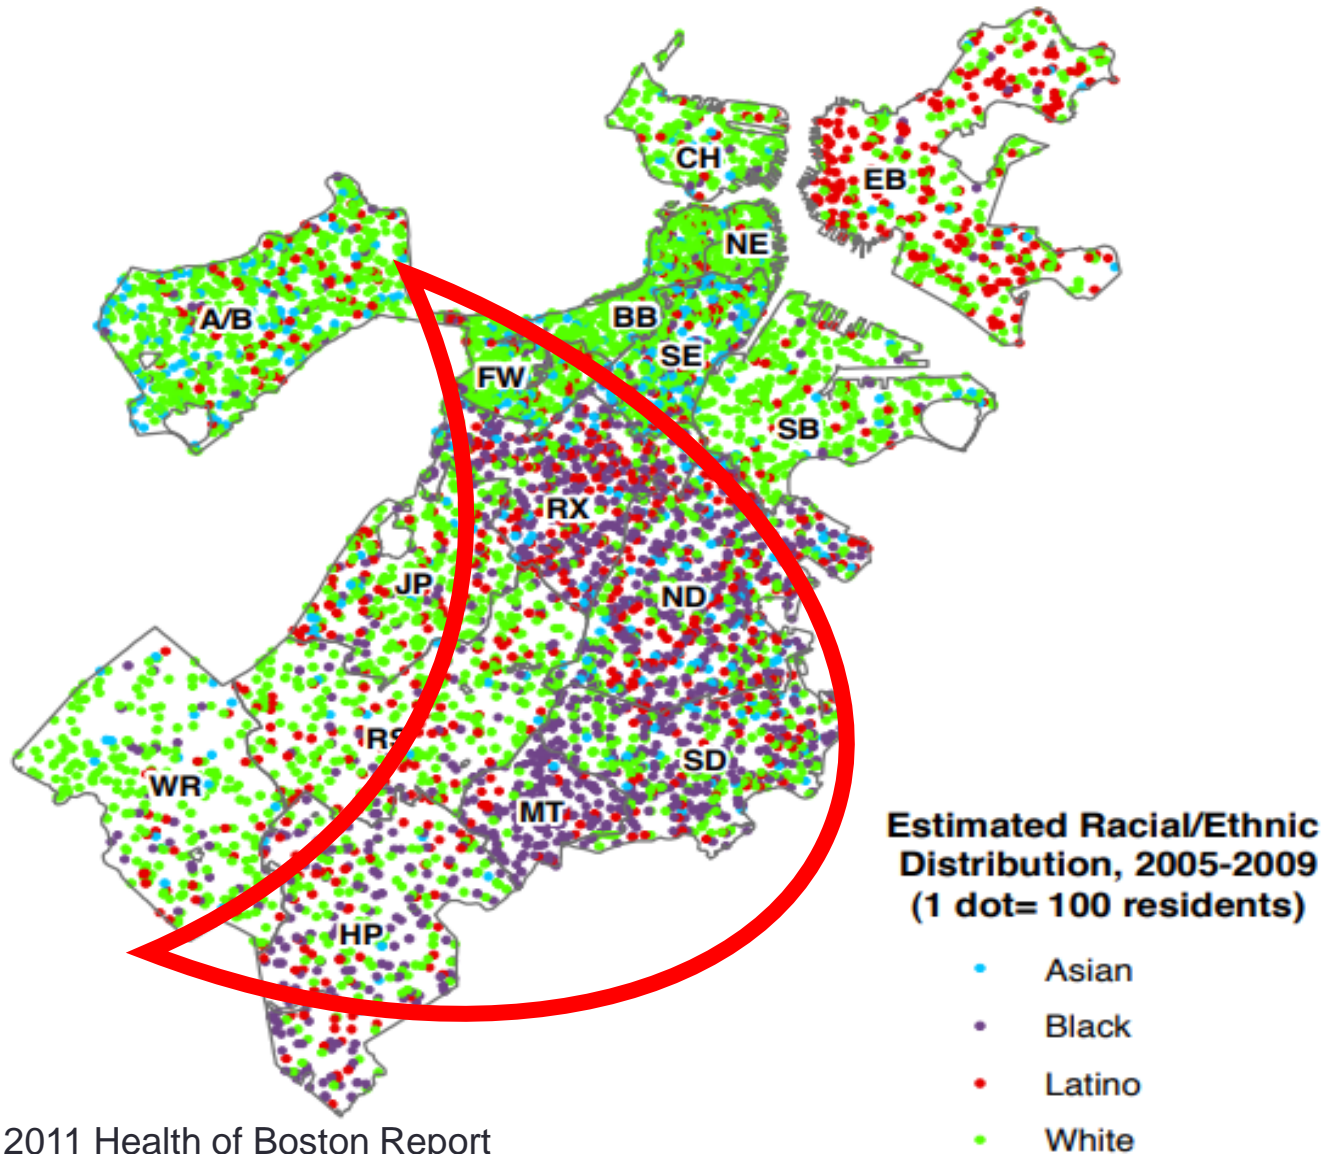 CH
EB
NE
A/B
BB
SE
FW
SB
RX
JP
ND
RS
SD
WR
MT
HP
Estimated Racial/Ethnic
Distribution, 2005-2009
(1 dot= 100 residents)
Asian
Black
Latino
White
2011 Health of Boston Report